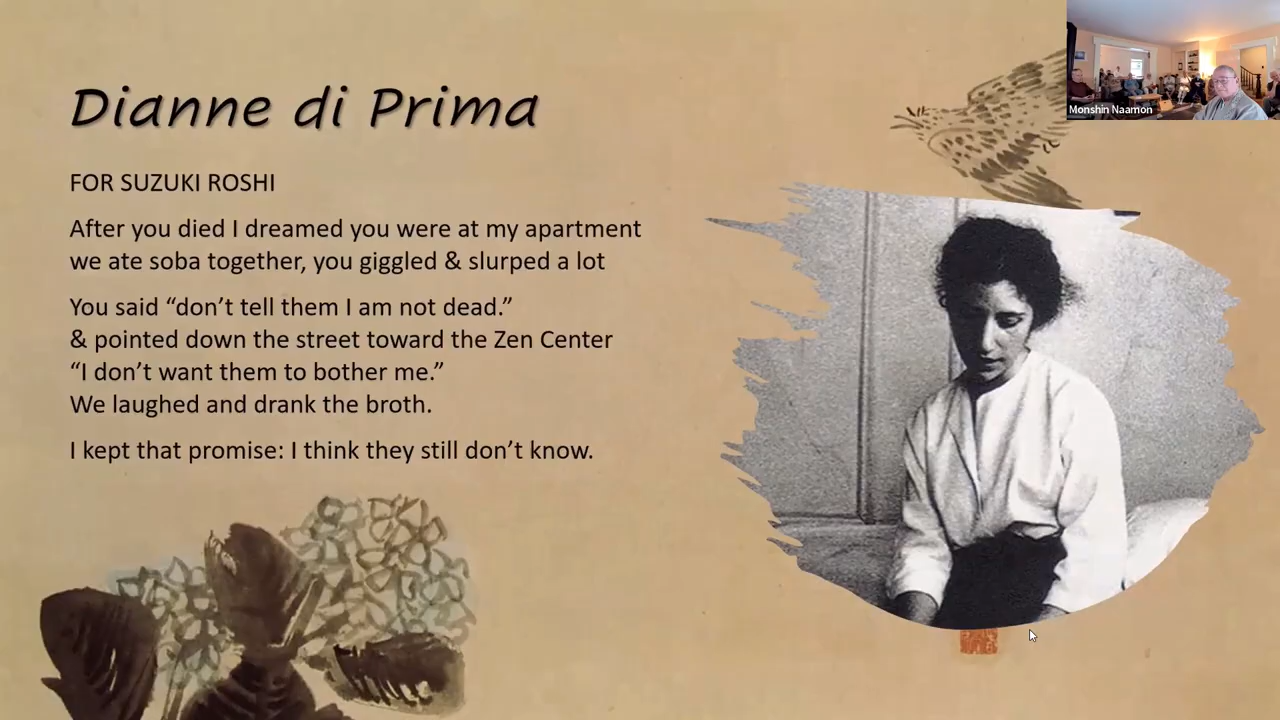 Dianne di Prima
FOR SUZUKI ROSHI
After you died I dreamed you were at my apartment
we ate soba together, you giggled & slurped a lot
You said “don’t tell them I am not dead.”
& pointed down the street toward the Zen Center
“I don’t want them to bother me.”
We laughed and drank the broth.
I kept that promise: I think they still don’t know.
Monshin Naamon